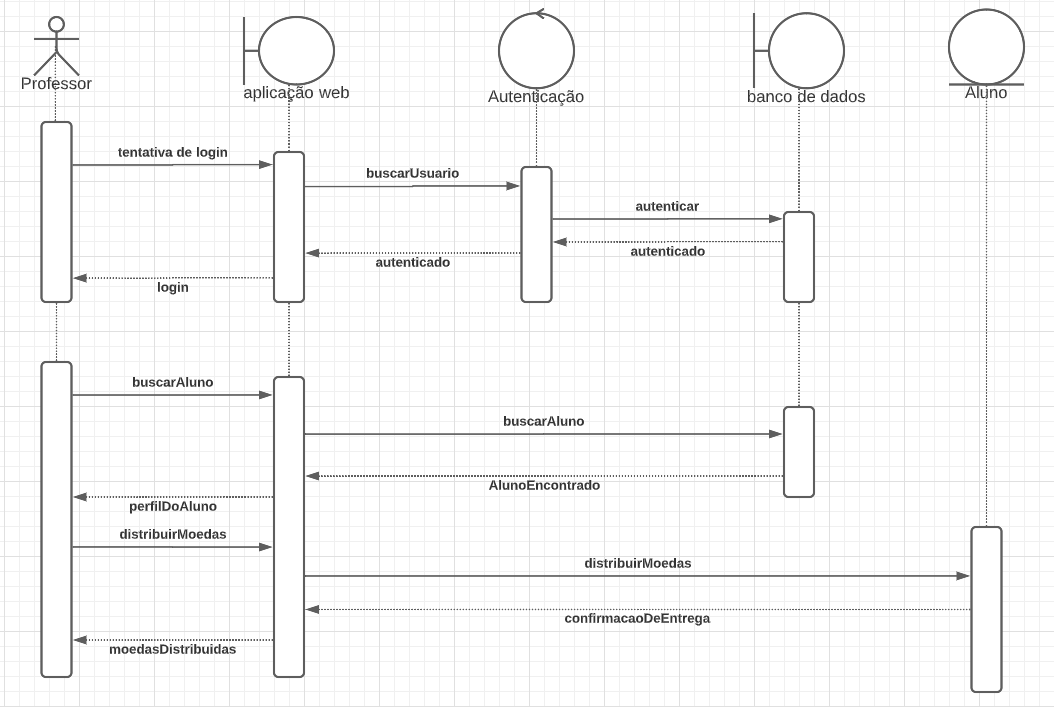 Professor
aplicação web
Autenticação
banco de dados
Aluno
tentativa de login
buscarUsuario
autenticar
autenticado
autenticado
login
buscarAluno
buscarAluno
AlunoEncontrado
perfilDoAluno
distribuirMoedas
distribuirMoedas
confirmacaoDeEntrega
moedasDistribuidas